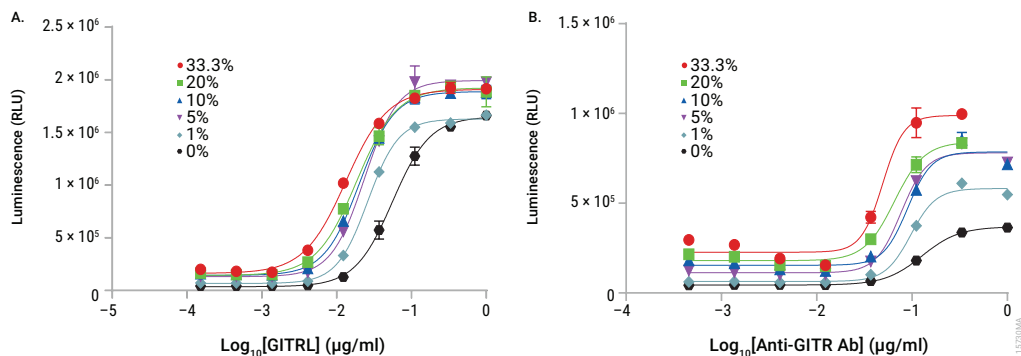 A.
2.5 × 10⁶
2.0 × 10⁶
1.5 × 10⁶
1 × 10⁶
5 × 10⁵
0
Luminescence (RLU)
33.3%
20%
10%
5%
1%
0%
−4 −3 −2 −1 0
Log₁₀[GITRL] (µg/ml)
B.
1.5 × 10⁶
1 × 10⁶
5 × 10⁵
0
Luminescence (RLU)
33.3%
20%
10%
5%
1%
0%
−4 −3 −2 −1 0
Log₁₀[Anti-GITR Ab] (µg/ml)
15730MA